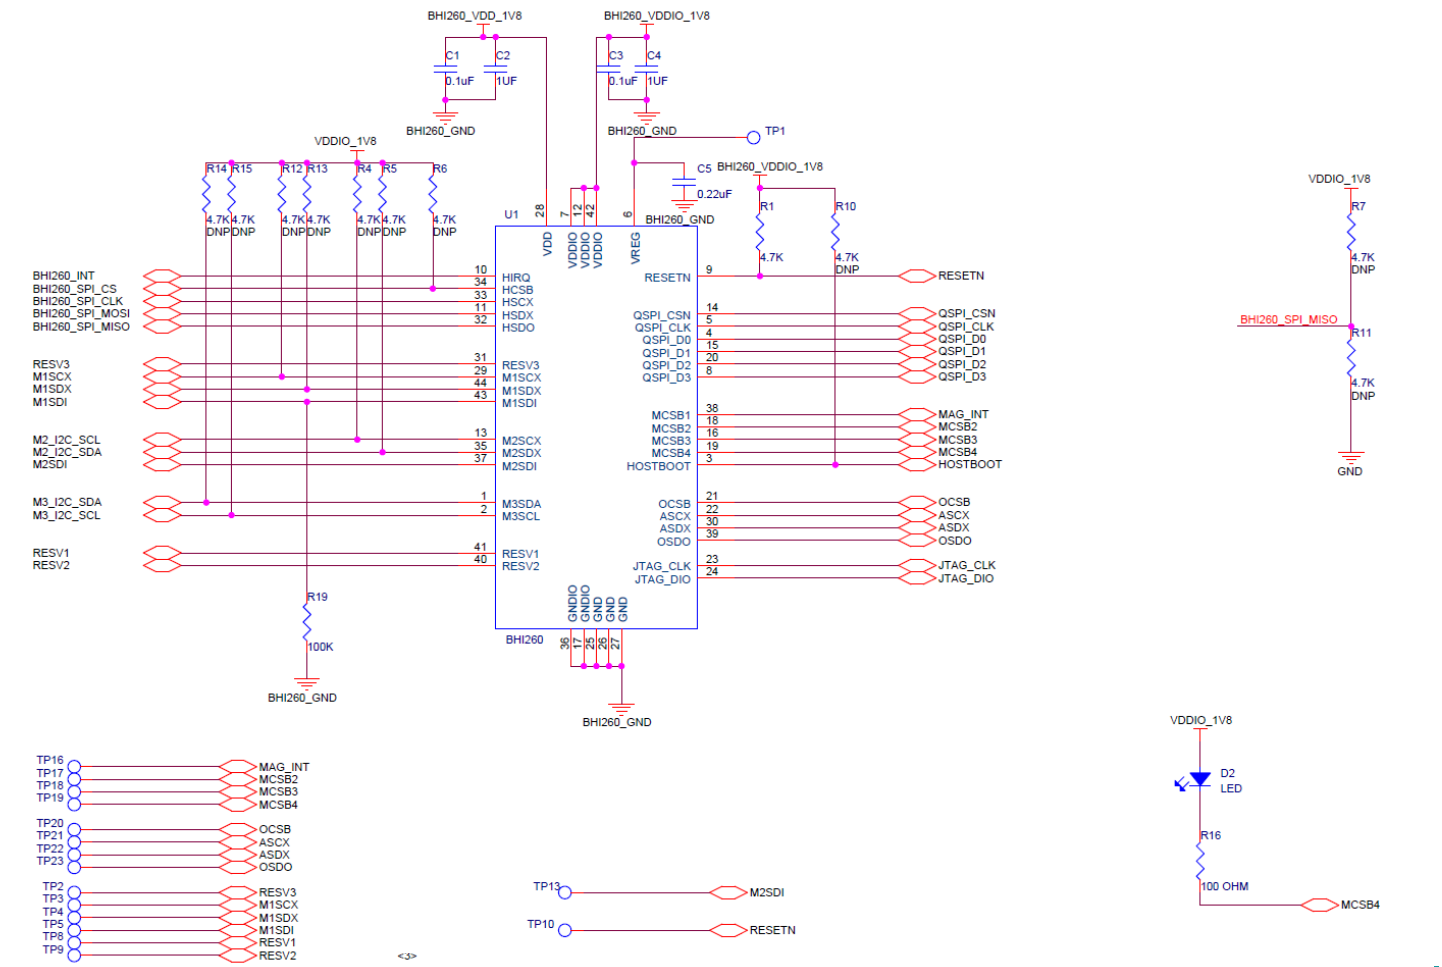 BHI260_VDD_1V8
BHI260_VDDIO_1V8
C1
C2
C3
C4
0.1uF
1UF
0.1uF
1UF
BHI260_GND
BHI260_GND
TP1
VDDIO_1V8
R14 R15 R12 R13 R4 R5 R6
4.7K 4.7K 4.7K 4.7K 4.7K 4.7K 4.7K
DNP DNP DNP DNP DNP DNP DNP
C5
0.22uF
BHI260_GND
BHI260_VDDIO_1V8
R1
4.7K
R10
4.7K
DNP
U1
28 7 12 42 6
VDD VDDIO VDDIO VDDIO VREG
BHI260_INT 10 HIRQ
BHI260_SPI_CS 34 HCSB
BHI260_SPI_CLK 33 HSCX
BHI260_SPI_MOSI 11 HSDX
BHI260_SPI_MISO 32 HSDO
RESV3 31 RESV3
M1SCX 29 M1SCX
M1SDX 44 M1SDX
M1SDI 43 M1SDI
M2_I2C_SCL 13 M2SCX
M2_I2C_SDA 35 M2SDX
M2SDI 37 M2SDI
M3_I2C_SDA 1 M3SDA
M3_I2C_SCL 2 M3SCL
RESV1 41 RESV1
RESV2 40 RESV2
RESETN 9 RESETN
QSPI_CSN 14 QSPI_CSN
QSPI_CLK 5 QSPI_CLK
QSPI_D0 4 QSPI_D0
QSPI_D1 15 QSPI_D1
QSPI_D2 20 QSPI_D2
QSPI_D3 8 QSPI_D3
MCSB1 38 MAG_INT
MCSB2 18 MCSB2
MCSB3 16 MCSB3
MCSB4 19 MCSB4
HOSTBOOT 3 HOSTBOOT
OCSB 21 OCSB
ASCX 22 ASCX
ASDX 30 ASDX
OSDO 39 OSDO
JTAG_CLK 23 JTAG_CLK
JTAG_DIO 24 JTAG_DIO
GNDIO GNDIO GND GND GND
BHI260
36 17 25 26 27
BHI260_GND
R19
100K
BHI260_GND
VDDIO_1V8
R7
4.7K
DNP
BHI260_SPI_MISO
R11
4.7K
DNP
GND
TP16 MAG_INT
TP17 MCSB2
TP18 MCSB3
TP19 MCSB4
TP20 OCSB
TP21 ASCX
TP22 ASDX
TP23 OSDO
TP2 RESV3
TP3 M1SCX
TP4 M1SDX
TP5 M1SDI
TP8 RESV1
TP9 RESV2
<3>
TP13 M2SDI
TP10 RESETN
VDDIO_1V8
D2
LED
R16
100 OHM
MCSB4